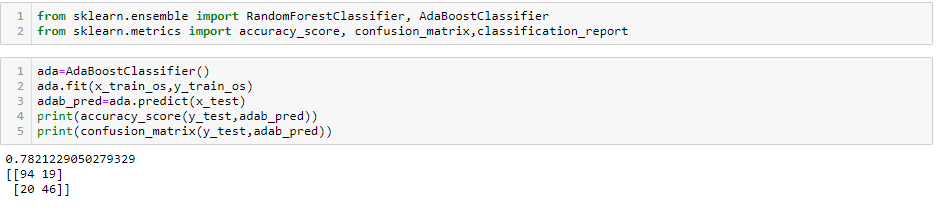 1 from sklearn.ensemble import RandomForestClassifier, AdaBoostClassifier
2 from sklearn.metrics import accuracy_score, confusion_matrix,classification_report
1 ada=AdaBoostClassifier()
2 ada.fit(x_train_os,y_train_os)
3 adab_pred=ada.predict(x_test)
4 print(accuracy_score(y_test,adab_pred))
5 print(confusion_matrix(y_test,adab_pred))
0.7821229050279329
[[94 19]
 [20 46]]